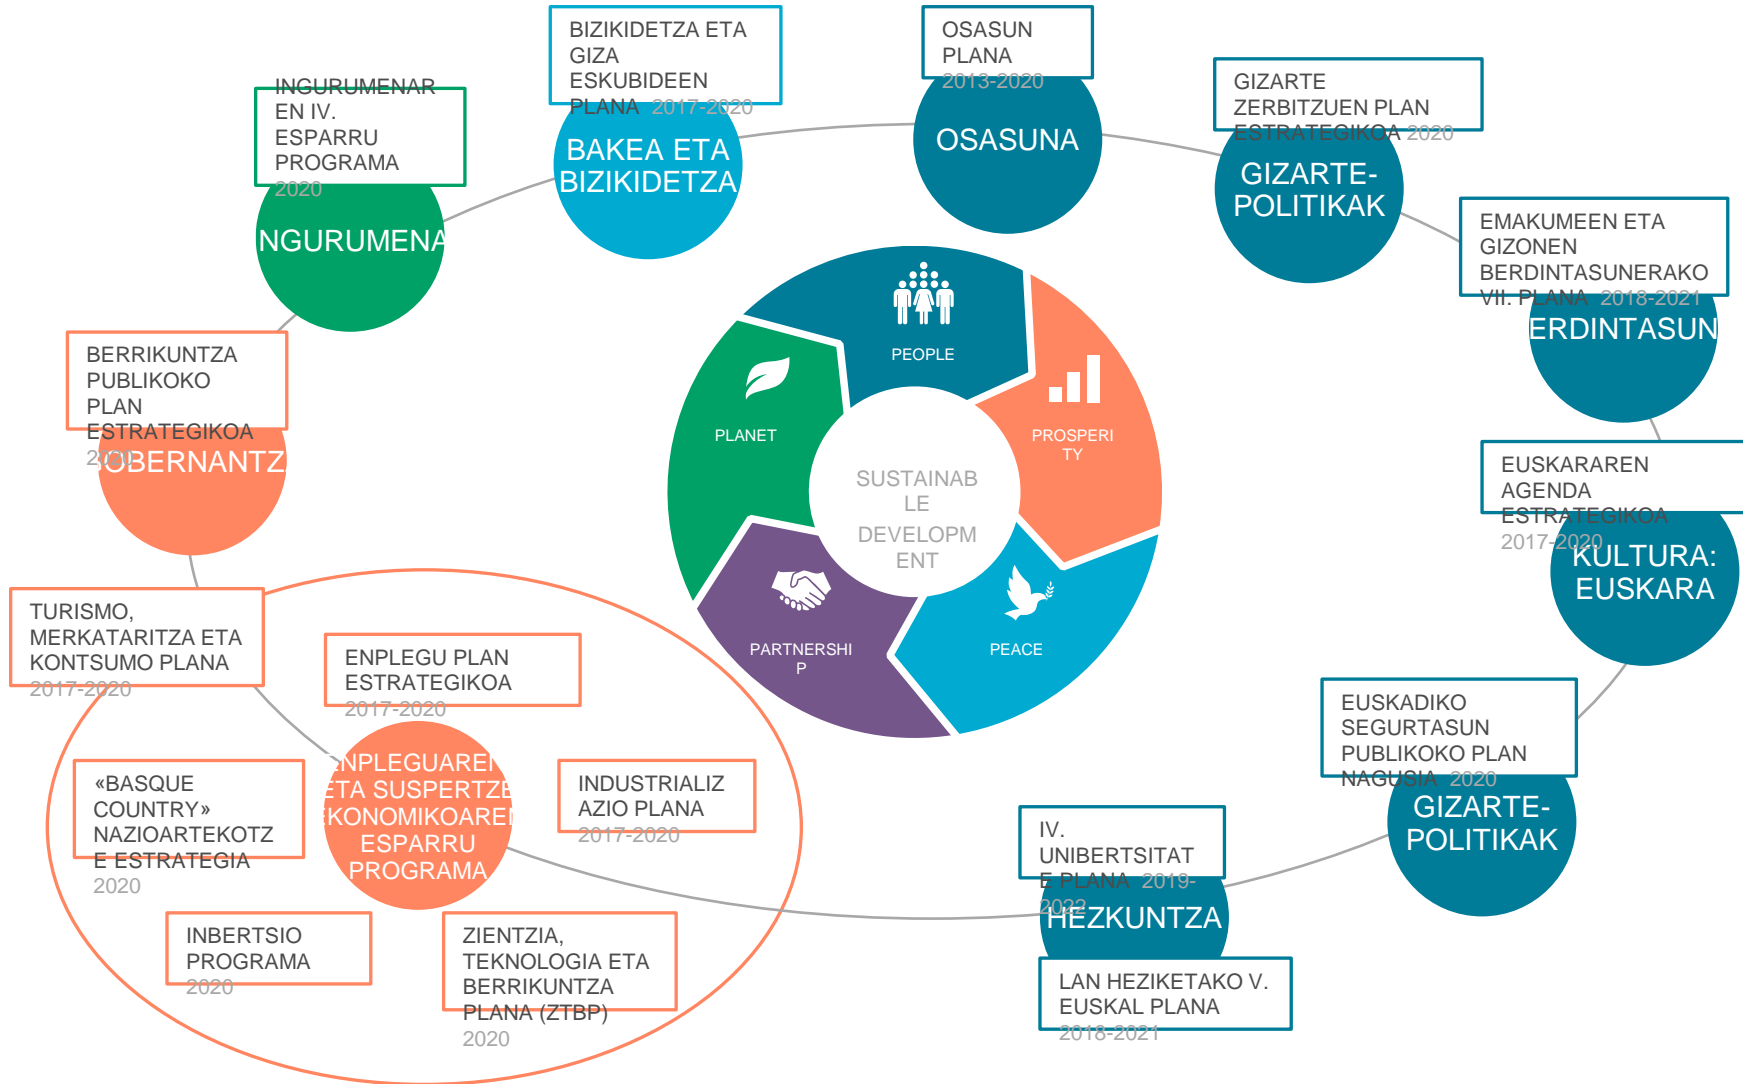 BIZIKIDETZA ETA
GIZA
ESKUBIDEEN
PLANA 2017-2020
BAKEA ETA
BIZIKIDETZA
OSASUN
PLANA
2013-2020
OSASUNA
GIZARTE
ZERBITZUEN PLAN
ESTRATEGIKOA 2020
GIZARTE-
POLITIKAK
INGURUMENAR
EN IV.
ESPARRU
PROGRAMA
2020
NGURUMENA
EMAKUMEEN ETA
GIZONEN
BERDINTASUNERAKO
VII. PLANA 2018-2021
ERDINTASUN
BERRIKUNTZA
PUBLIKOKO
PLAN
ESTRATEGIKOA
2020
OBERNANTZ
PEOPLE
PLANET
PROSPERI
TY
SUSTAINAB
LE
DEVELOPM
ENT
PARTNERSHI
P
PEACE
EUSKARAREN
AGENDA
ESTRATEGIKOA
2017-2020
KULTURA:
EUSKARA
TURISMO,
MERKATARITZA ETA
KONTSUMO PLANA
2017-2020
ENPLEGU PLAN
ESTRATEGIKOA
2017-2020
«BASQUE
COUNTRY»
NAZIOARTEKOTZ
E ESTRATEGIA
2020
ENPLEGUAREN
ETA SUSPERTZE
EKONOMIKOAREN
ESPARRU
PROGRAMA
INDUSTRIALIZ
AZIO PLANA
2017-2020
INBERTSIO
PROGRAMA
2020
ZIENTZIA,
TEKNOLOGIA ETA
BERRIKUNTZA
PLANA (ZTBP)
2020
EUSKADIKO
SEGURTASUN
PUBLIKOKO PLAN
NAGUSIA 2020
GIZARTE-
POLITIKAK
IV.
UNIBERTSITAT
E PLANA 2019-
2022
HEZKUNTZA
LAN HEZIKETAKO V.
EUSKAL PLANA
2018-2021